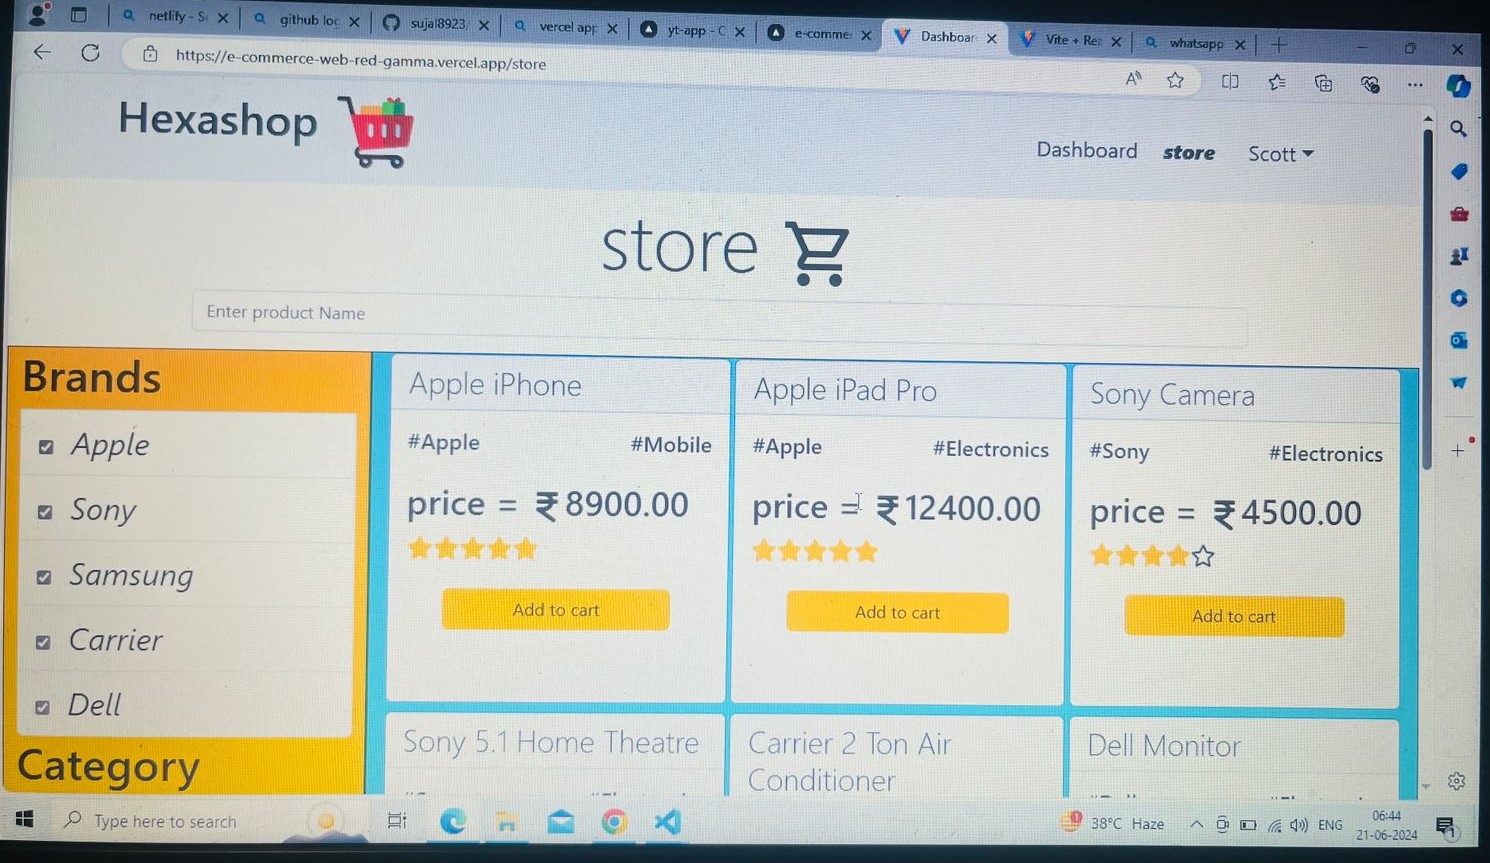 netlify - S
github loc
sujal8923
vercel app
yt-app - C
e-comme
Dashboar
Vite + Rea
whatsapp
https://e-commerce-web-red-gamma.vercel.app/store
Hexashop
Dashboard store Scott
store
Enter product Name
Brands
Apple
Sony
Samsung
Carrier
Dell
Category
Apple iPhone
#Apple #Mobile
price = ₹8900.00
Add to cart
Apple iPad Pro
#Apple #Electronics
price = ₹12400.00
Add to cart
Sony Camera
#Sony #Electronics
price = ₹4500.00
Add to cart
Sony 5.1 Home Theatre
Carrier 2 Ton Air
Conditioner
Dell Monitor
Type here to search
38°C Haze
ENG
06:44
21-06-2024